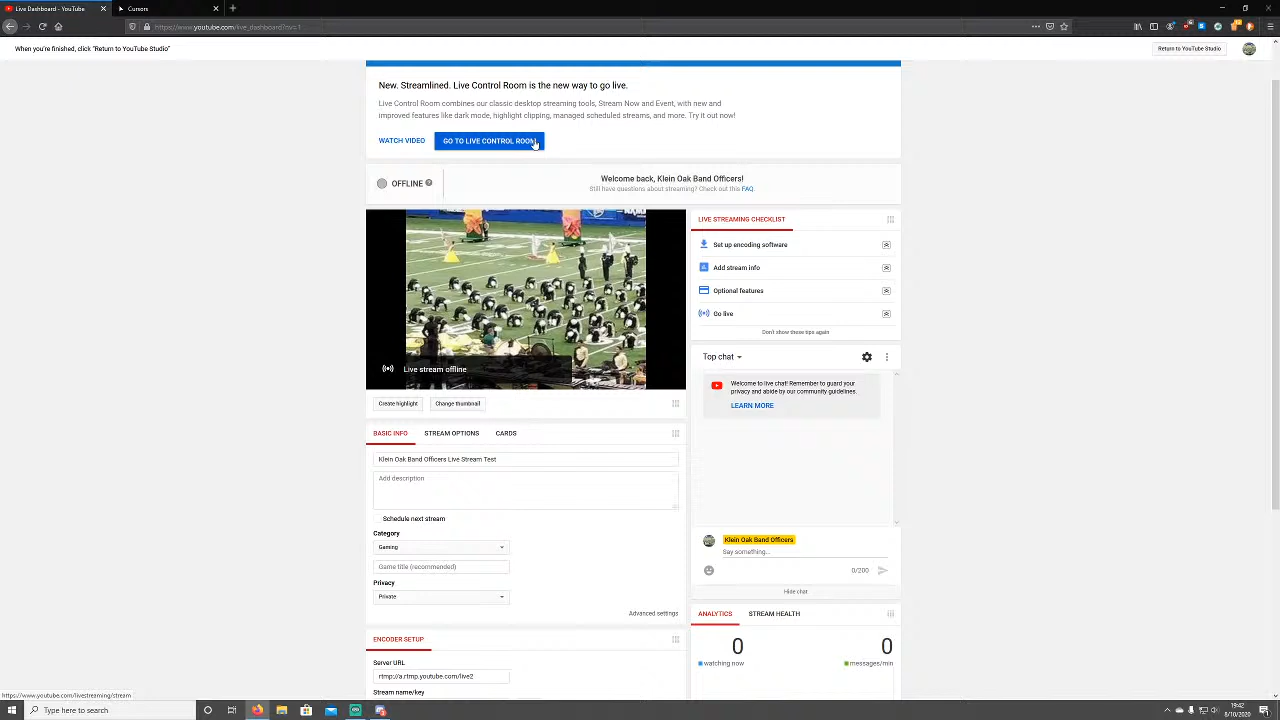 Live Dashboard - YouTube
Cursors
https://www.youtube.com/live_dashboard?nv=1
When you're finished, click "Return to YouTube Studio"
Return to YouTube Studio
New. Streamlined. Live Control Room is the new way to go live.
Live Control Room combines our classic desktop streaming tools, Stream Now and Event, with new and
improved features like dark mode, highlight clipping, managed scheduled streams, and more. Try it out now!
WATCH VIDEO
GO TO LIVE CONTROL ROOM
OFFLINE
Welcome back, Klein Oak Band Officers!
Still have questions about streaming? Check out this FAQ.
LIVE STREAMING CHECKLIST
Set up encoding software
Add stream info
Optional features
Go live
Don't show these tips again
Live stream offline
Create highlight
Change thumbnail
Top chat
Welcome to live chat! Remember to guard your
privacy and abide by our community guidelines.
LEARN MORE
BASIC INFO
STREAM OPTIONS
CARDS
Klein Oak Band Officers Live Stream Test
Add description
Schedule next stream
Category
Gaming
Game title (recommended)
Privacy
Private
Advanced settings
Klein Oak Band Officers
Say something...
0/200
Hide chat
ANALYTICS
STREAM HEALTH
0
watching now
0
messages/min
ENCODER SETUP
Server URL
rtmp://a.rtmp.youtube.com/live2
Stream name/key
https://www.youtube.com/livestreaming/stream
Type here to search
19:42
8/10/2020